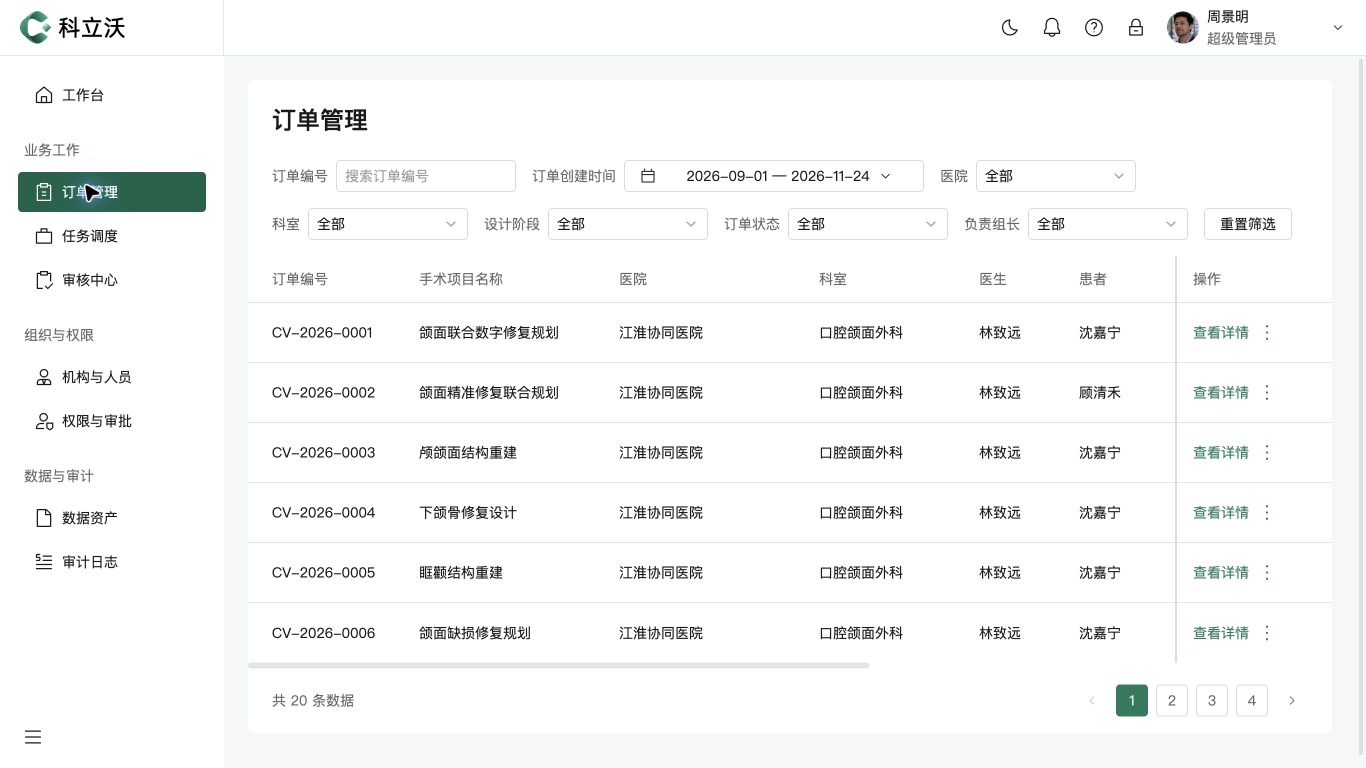 科立沃
周景明
超级管理员
工作台
业务工作
订单管理
任务调度
审核中心
组织与权限
机构与人员
权限与审批
数据与审计
数据资产
审计日志
订单管理
订单编号 搜索订单编号 订单创建时间 2026-09-01 — 2026-11-24 医院 全部
科室 全部 设计阶段 全部 订单状态 全部 负责组长 全部 重置筛选
订单编号 手术项目名称 医院 科室 医生 患者 操作
CV-2026-0001 颌面联合数字修复规划 江淮协同医院 口腔颌面外科 林致远 沈嘉宁 查看详情
CV-2026-0002 颌面精准修复联合规划 江淮协同医院 口腔颌面外科 林致远 顾清禾 查看详情
CV-2026-0003 颅颌面结构重建 江淮协同医院 口腔颌面外科 林致远 沈嘉宁 查看详情
CV-2026-0004 下颌骨修复设计 江淮协同医院 口腔颌面外科 林致远 沈嘉宁 查看详情
CV-2026-0005 眶颧结构重建 江淮协同医院 口腔颌面外科 林致远 沈嘉宁 查看详情
CV-2026-0006 颌面缺损修复规划 江淮协同医院 口腔颌面外科 林致远 沈嘉宁 查看详情
共 20 条数据 1 2 3 4